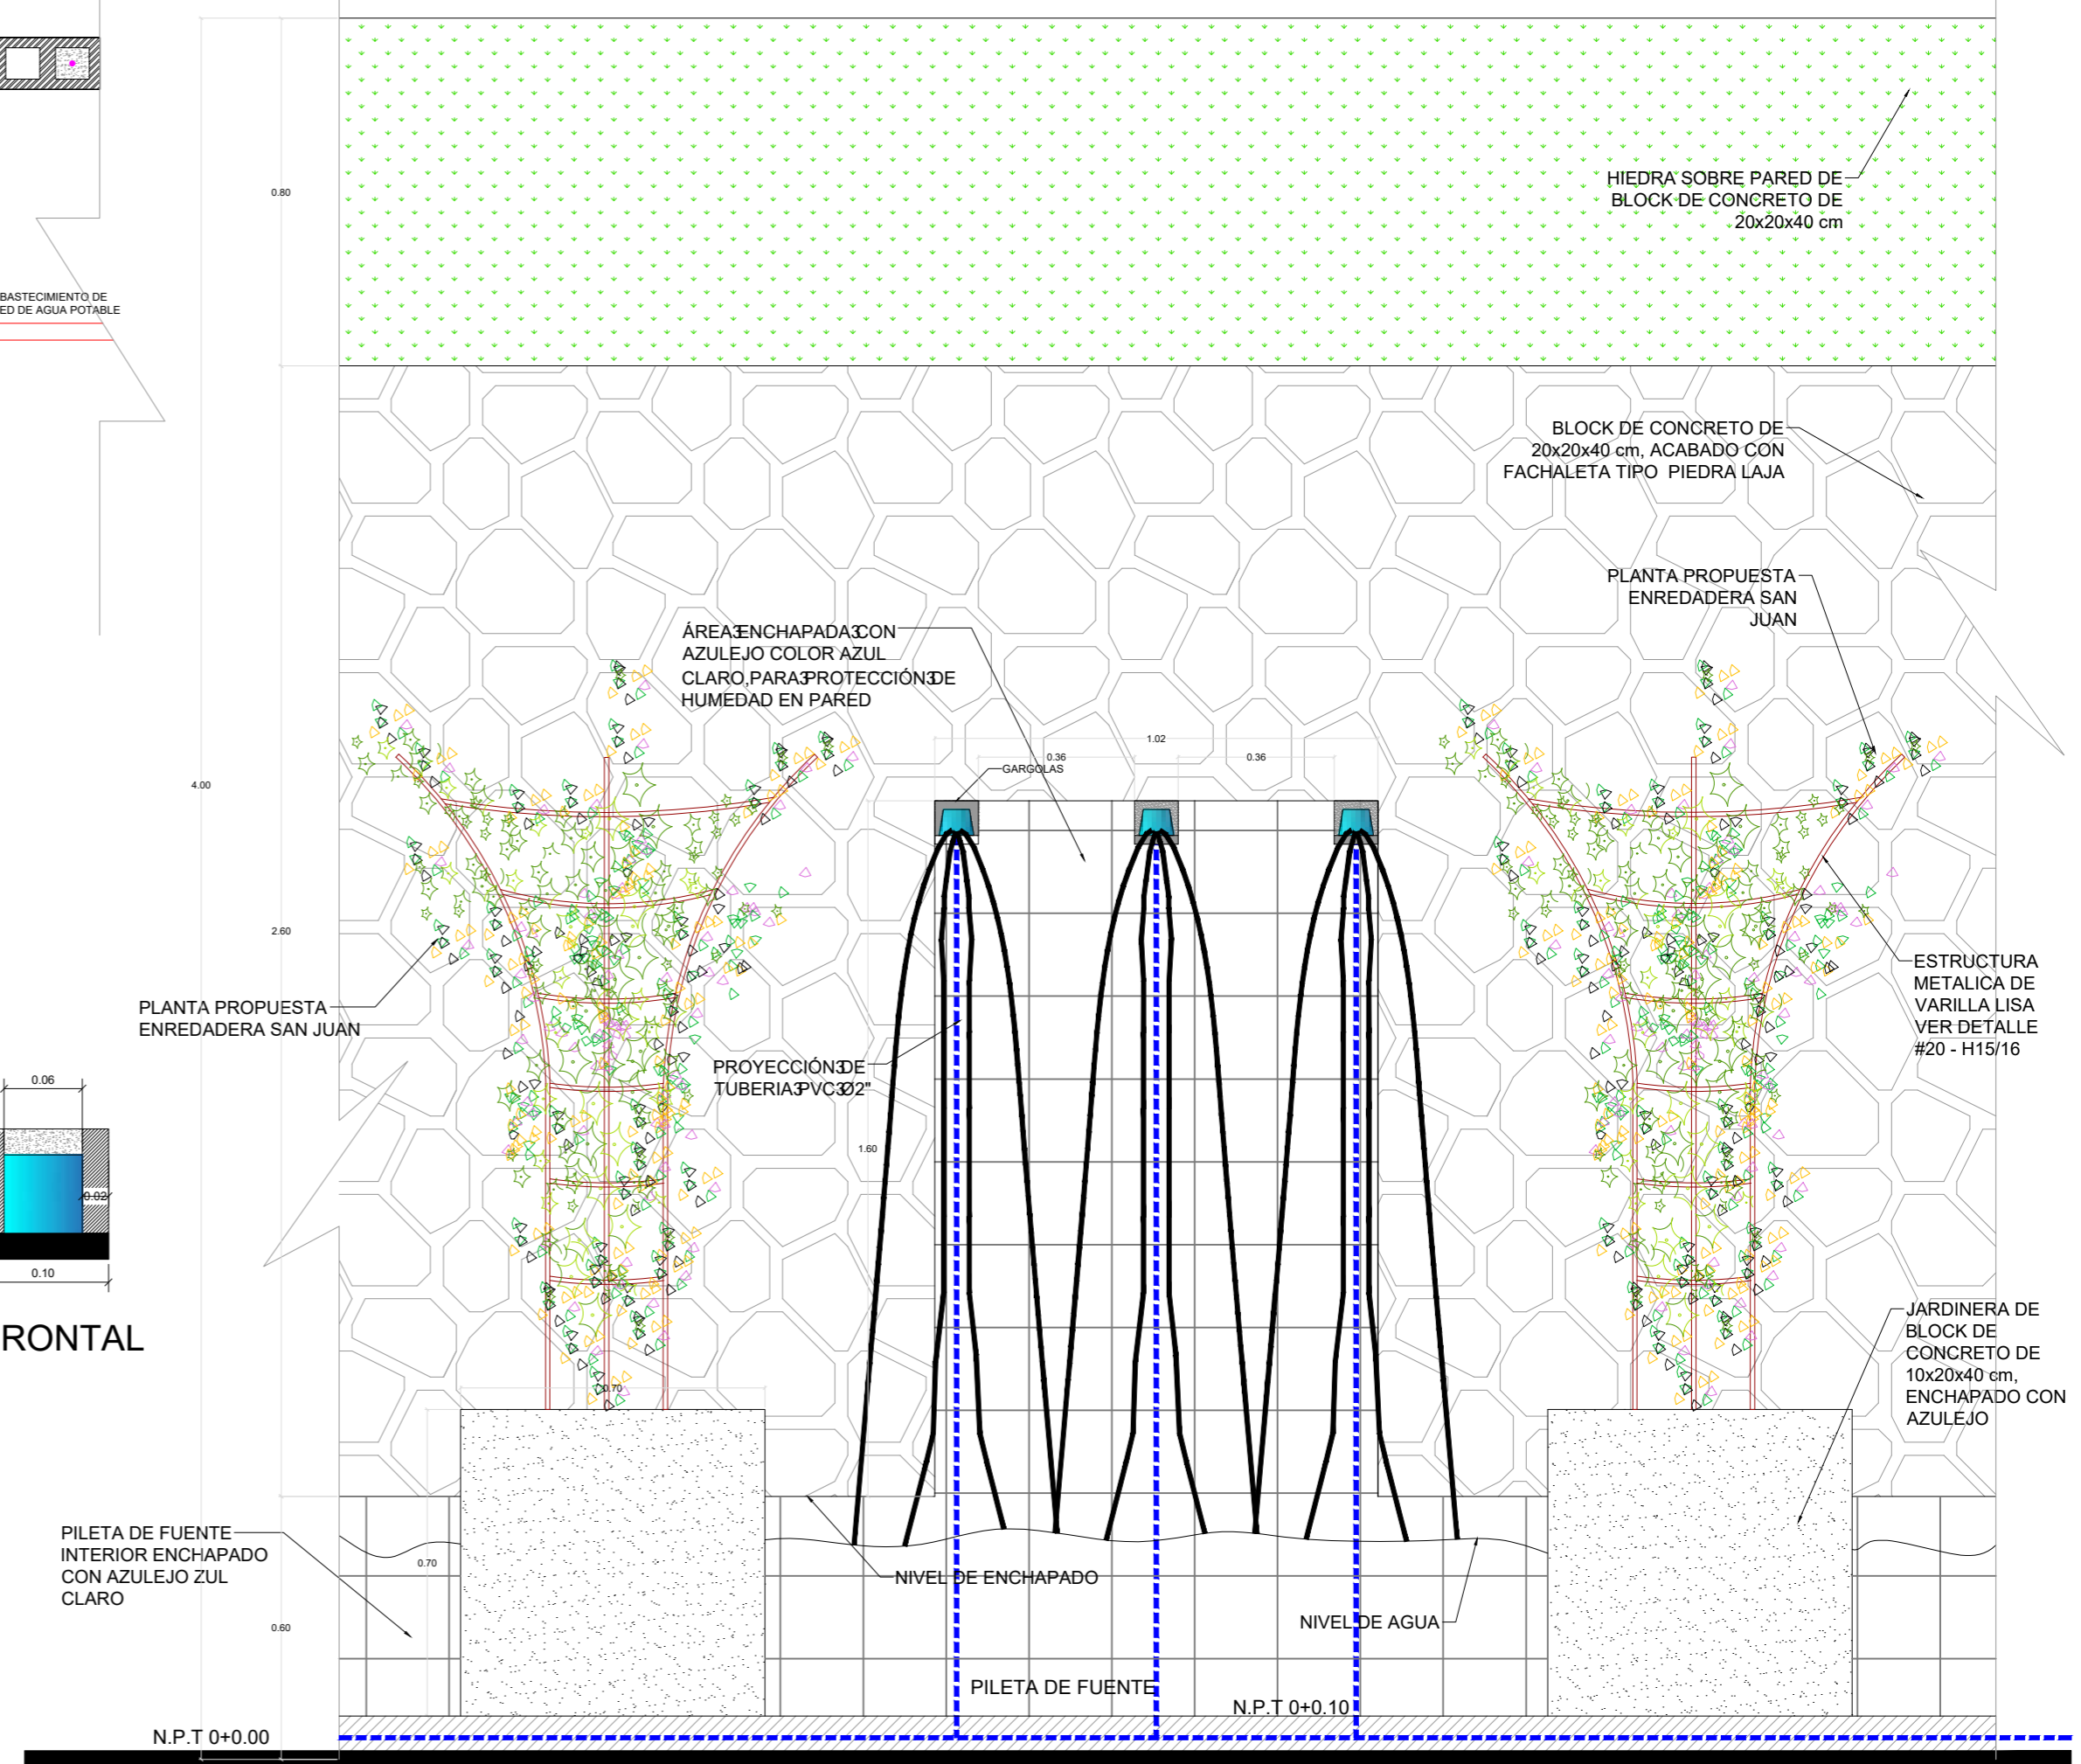 0.80
HIEDRA SOBRE PARED DE
BLOCK DE CONCRETO DE
20x20x40 cm
BASTECIMIENTO DE
ED DE AGUA POTABLE
BLOCK DE CONCRETO DE
20x20x40 cm, ACABADO CON
FACHALETA TIPO PIEDRA LAJA
PLANTA PROPUESTA
ENREDADERA SAN
JUAN
ÁREA3ENCHAPADA3CON
AZULEJO COLOR AZUL
CLARO,PARA3PROTECCIÓN3DE
HUMEDAD EN PARED
1.02
0.36
0.36
GARGOLAS
4.00
2.60
PLANTA PROPUESTA
ENREDADERA SAN JUAN
ESTRUCTURA
METALICA DE
VARILLA LISA
VER DETALLE
#20 - H15/16
PROYECCIÓN3DE
TUBERIA3PVC3Ø2"
0.06
1.60
0.02
0.10
RONTAL
JARDINERA DE
BLOCK DE
CONCRETO DE
10x20x40 cm,
ENCHAPADO CON
AZULEJO
0.70
PILETA DE FUENTE
INTERIOR ENCHAPADO
CON AZULEJO ZUL
CLARO
0.70
NIVEL DE ENCHAPADO
NIVEL DE AGUA
0.60
PILETA DE FUENTE
N.P.T 0+0.10
N.P.T 0+0.00